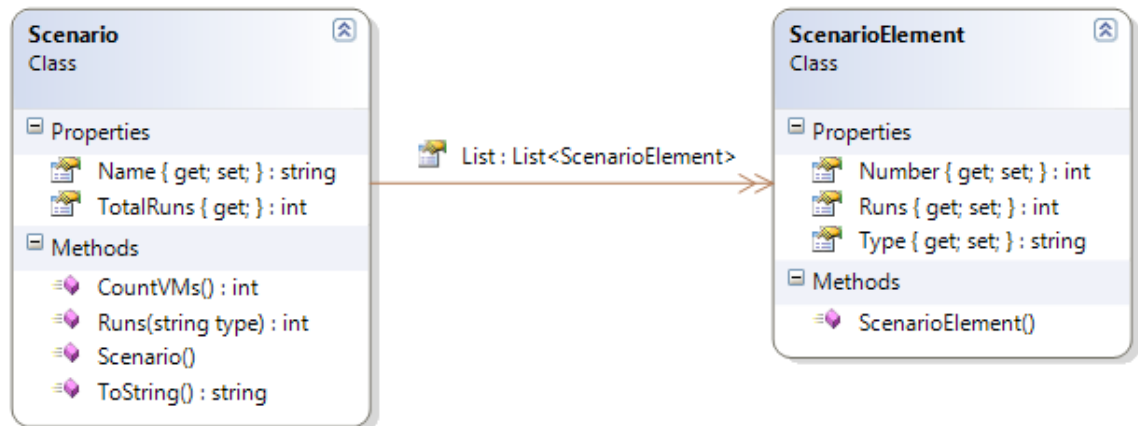 Scenario
Class
Properties
Name { get; set; } : string
TotalRuns { get; } : int
Methods
CountVMs() : int
Runs(string type) : int
Scenario()
ToString() : string
List : List<ScenarioElement>
ScenarioElement
Class
Properties
Number { get; set; } : int
Runs { get; set; } : int
Type { get; set; } : string
Methods
ScenarioElement()